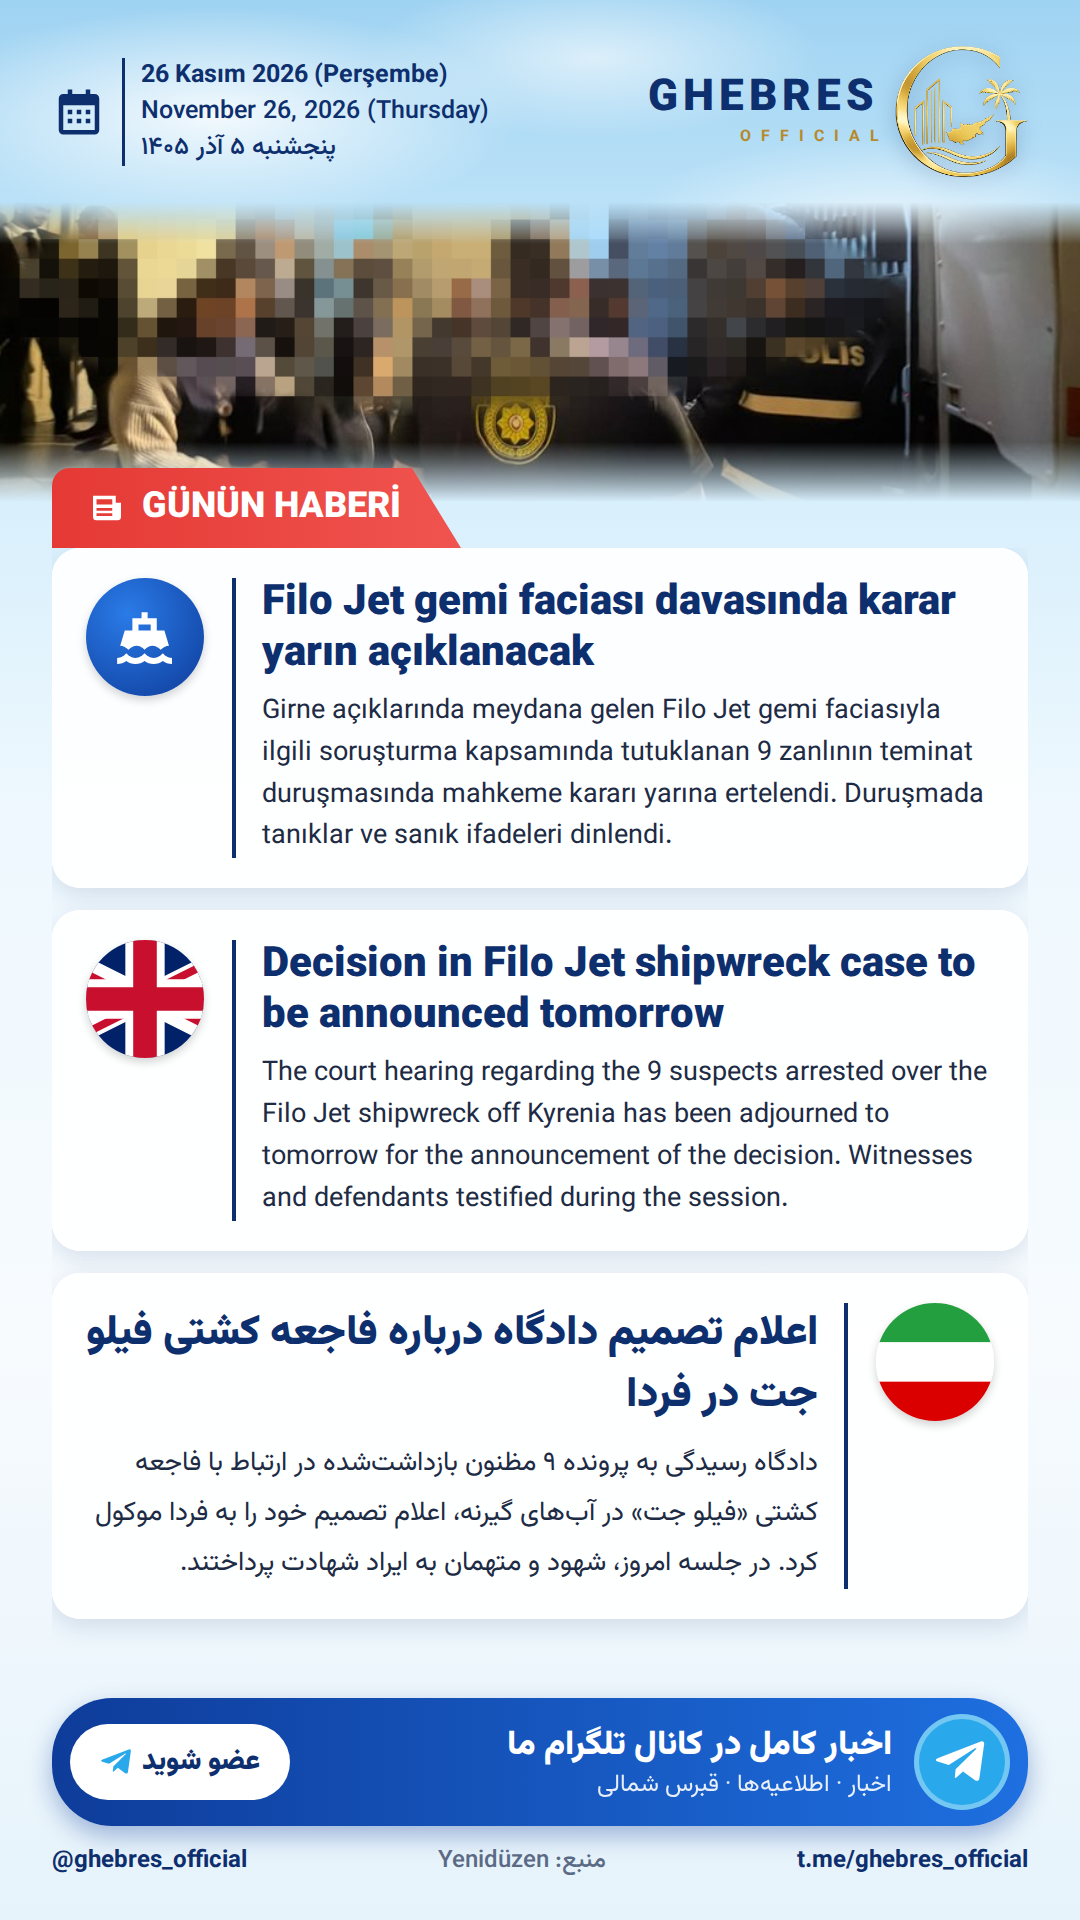 26 Kasım 2026 (Perşembe)
November 26, 2026 (Thursday)
پنجشنبه ۵ آذر ۱۴۰۵
GHEBRES
OFFICIAL
GÜNÜN HABERİ
Filo Jet gemi faciası davasında karar
yarın açıklanacak
Girne açıklarında meydana gelen Filo Jet gemi faciasıyla
ilgili soruşturma kapsamında tutuklanan 9 zanlının teminat
duruşmasında mahkeme kararı yarına ertelendi. Duruşmada
tanıklar ve sanık ifadeleri dinlendi.
Decision in Filo Jet shipwreck case to
be announced tomorrow
The court hearing regarding the 9 suspects arrested over the
Filo Jet shipwreck off Kyrenia has been adjourned to
tomorrow for the announcement of the decision. Witnesses
and defendants testified during the session.
اعلام تصمیم دادگاه درباره فاجعه کشتی فیلو
جت در فردا
دادگاه رسیدگی به پرونده ۹ مظنون بازداشت‌شده در ارتباط با فاجعه
کشتی «فیلو جت» در آب‌های گیرنه، اعلام تصمیم خود را به فردا موکول
کرد. در جلسه امروز، شهود و متهمان به ایراد شهادت پرداختند.
اخبار کامل در کانال تلگرام ما
اخبار · اطلاعیه‌ها · قبرس شمالی
عضو شوید
@ghebres_official
منبع: Yenidüzen
t.me/ghebres_official